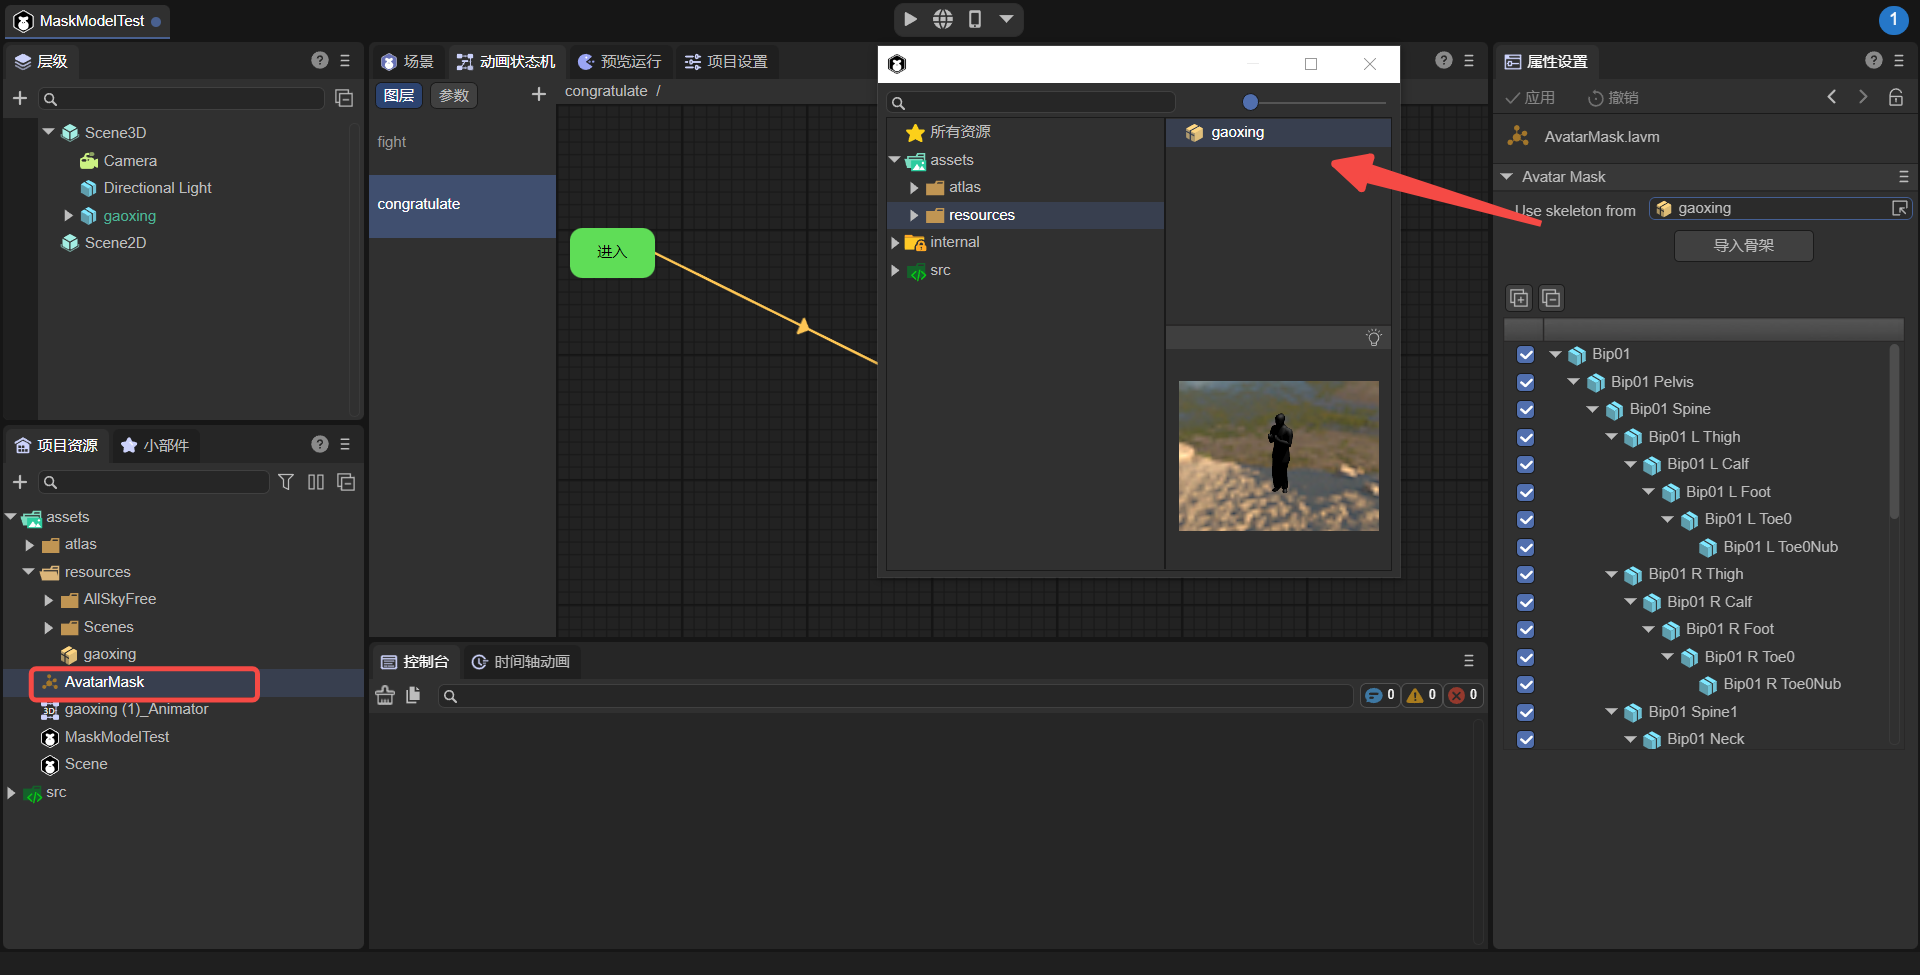 MaskModelTest
1
层级
Scene3D
Camera
Directional Light
gaoxing
Scene2D
项目资源
小部件
assets
atlas
resources
AllSkyFree
Scenes
gaoxing
AvatarMask
gaoxing (1)_Animator
MaskModelTest
Scene
src
场景
动画状态机
预览运行
项目设置
图层
参数
congratulate /
fight
congratulate
进入
所有资源
assets
atlas
resources
internal
src
gaoxing
控制台
时间轴动画
0
0
0
属性设置
应用
撤销
AvatarMask.lavm
Avatar Mask
Use skeleton from
gaoxing
导入骨架
Bip01
Bip01 Pelvis
Bip01 Spine
Bip01 L Thigh
Bip01 L Calf
Bip01 L Foot
Bip01 L Toe0
Bip01 L Toe0Nub
Bip01 R Thigh
Bip01 R Calf
Bip01 R Foot
Bip01 R Toe0
Bip01 R Toe0Nub
Bip01 Spine1
Bip01 Neck